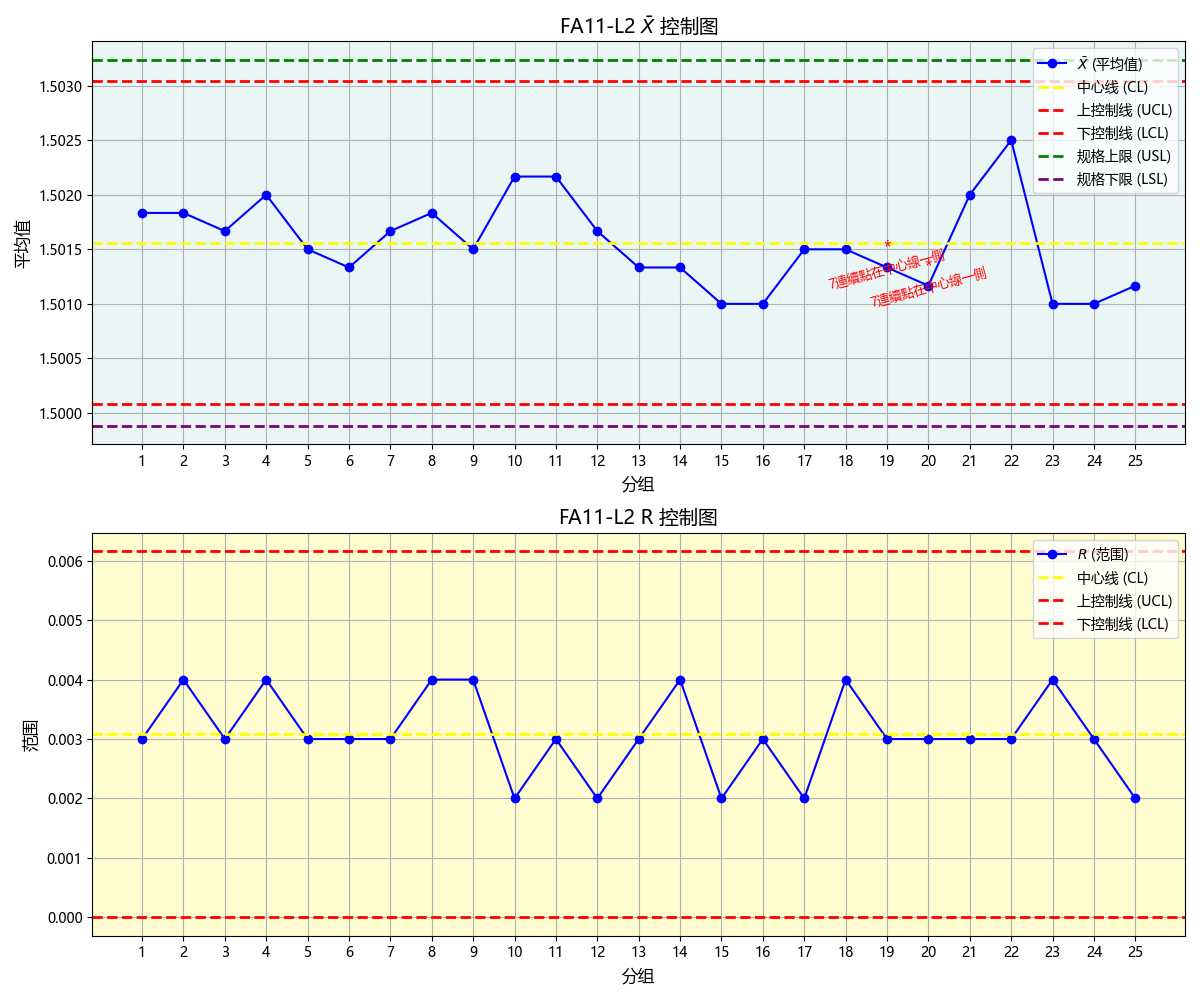 FA11-L2 X̄ 控制图
平均值
1.5030
1.5025
1.5020
1.5015
1.5010
1.5005
1.5000
X̄ (平均值)
中心线 (CL)
上控制线 (UCL)
下控制线 (LCL)
规格上限 (USL)
规格下限 (LSL)
*
7連續點在中心線一側
*
7連續點在中心線一側
1 2 3 4 5 6 7 8 9 10 11 12 13 14 15 16 17 18 19 20 21 22 23 24 25
分组
FA11-L2 R 控制图
范围
0.006
0.005
0.004
0.003
0.002
0.001
0.000
R (范围)
中心线 (CL)
上控制线 (UCL)
下控制线 (LCL)
1 2 3 4 5 6 7 8 9 10 11 12 13 14 15 16 17 18 19 20 21 22 23 24 25
分组